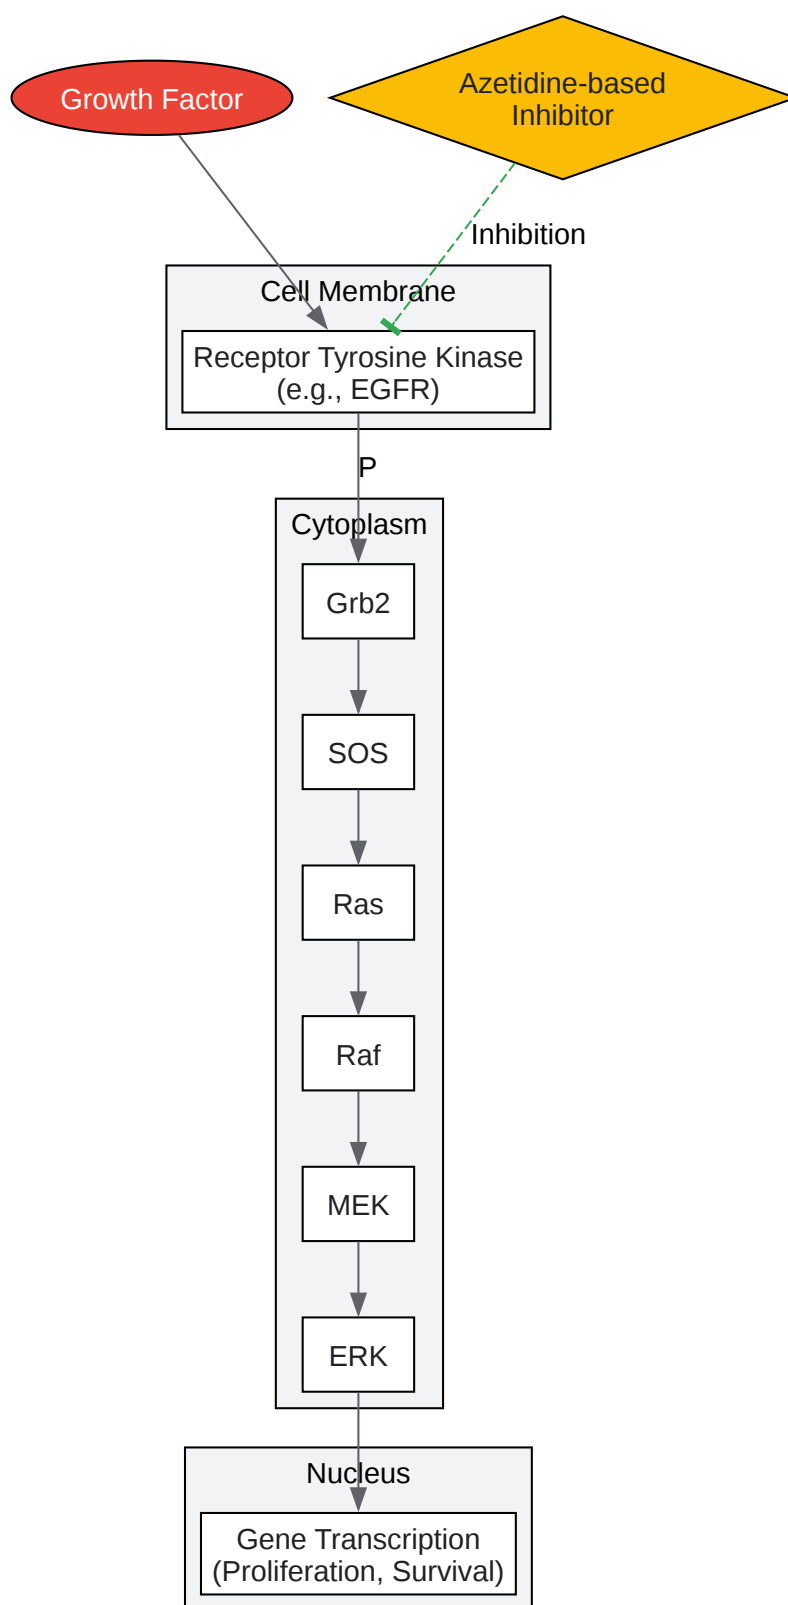 Growth Factor
Azetidine-based
Inhibitor
Inhibition
Cell Membrane
Receptor Tyrosine Kinase
(e.g., EGFR)
P
Cytoplasm
Grb2
SOS
Ras
Raf
MEK
ERK
Nucleus
Gene Transcription
(Proliferation, Survival)